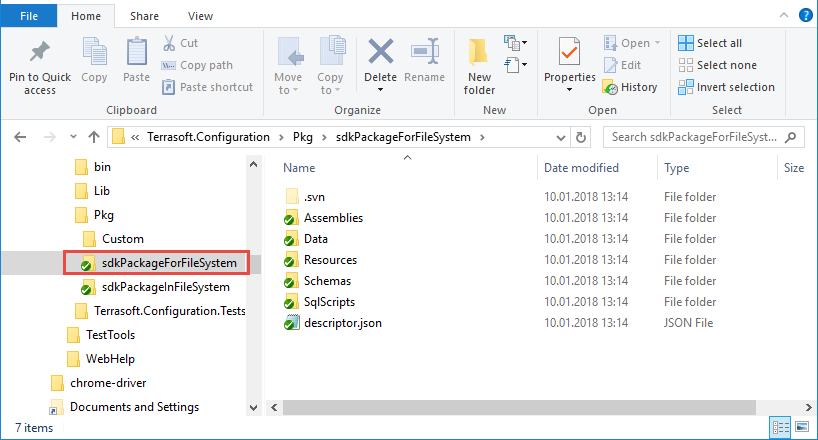 File Home Share View
Pin to Quick access
Copy
Paste
Cut
Copy path
Paste shortcut
Clipboard
Move to
Copy to
Delete
Rename
Organize
New folder
New
Properties
Open
Edit
History
Open
Select all
Select none
Invert selection
Select
« Terrasoft.Configuration Pkg sdkPackageForFileSystem
Search sdkPackageForFileSyst...
bin
Lib
Pkg
Custom
sdkPackageForFileSystem
sdkPackageInFileSystem
Terrasoft.Configuration.Tests
TestTools
WebHelp
chrome-driver
Documents and Settings
Name Date modified Type Size
.svn 10.01.2018 13:14 File folder
Assemblies 10.01.2018 13:14 File folder
Data 10.01.2018 13:14 File folder
Resources 10.01.2018 13:14 File folder
Schemas 10.01.2018 13:14 File folder
SqlScripts 10.01.2018 13:14 File folder
descriptor.json 10.01.2018 13:14 JSON File
7 items